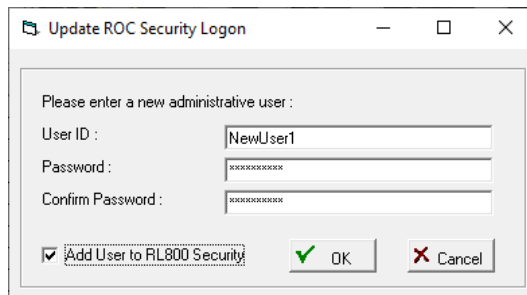 Update ROC Security Logon
Please enter a new administrative user :
User ID :
NewUser1
Password :
**********
Confirm Password :
**********
Add User to RL800 Security
OK
Cancel